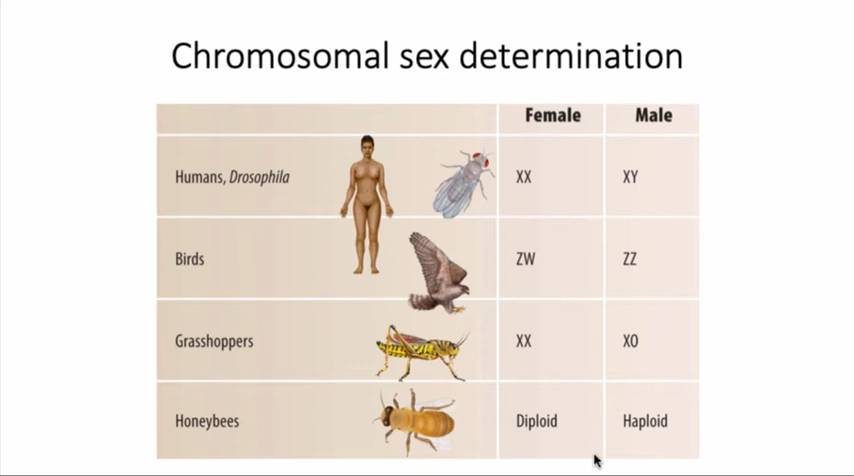 Chromosomal sex determination
Female Male
Humans, Drosophila XX XY
Birds ZW ZZ
Grasshoppers XX XO
Honeybees Diploid Haploid